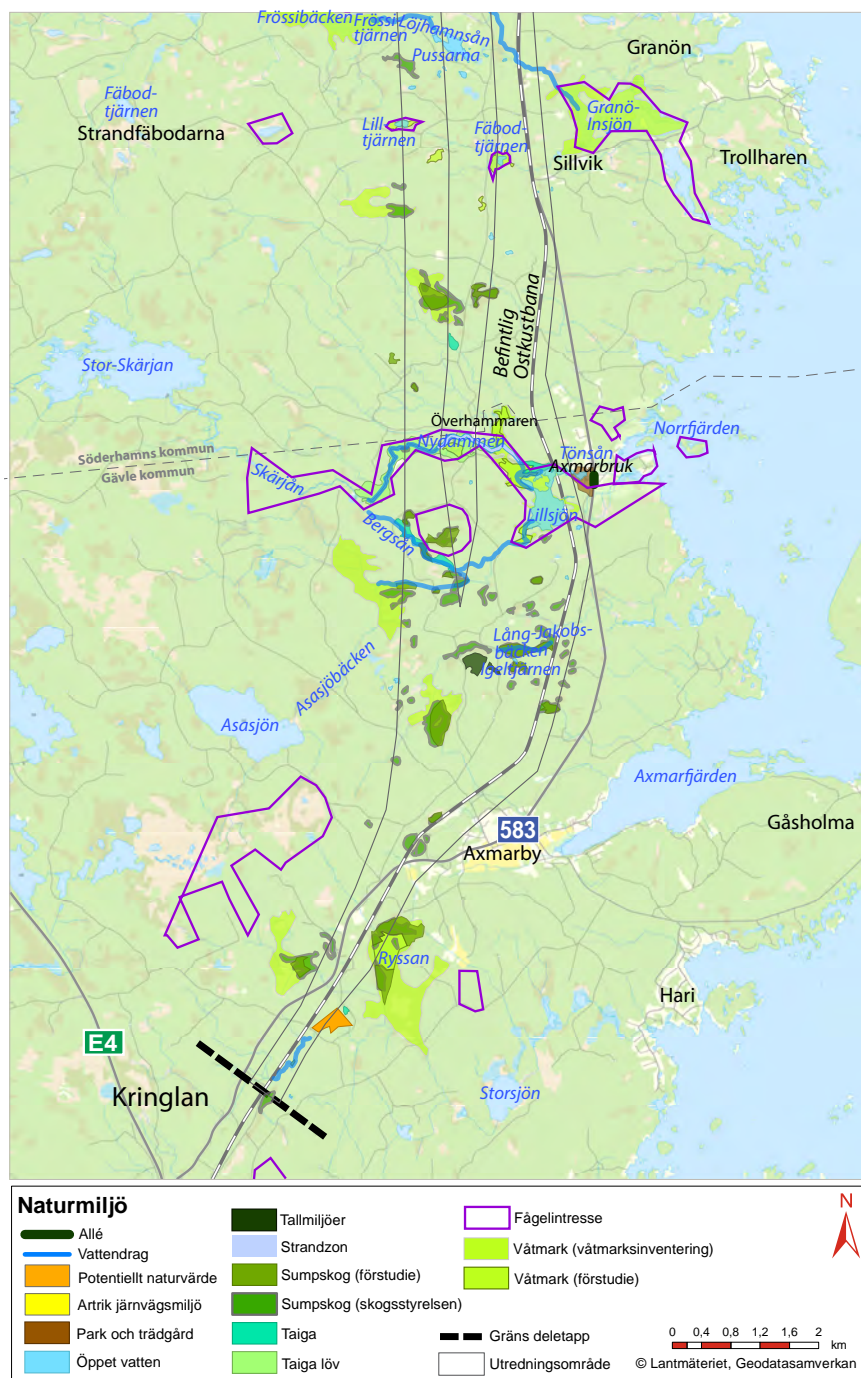 Frössibäcken
Frössi-
tjärnen
Löjhamnsån
Pussarna
Granön
Fäbod-
tjärnen
Strandfäbodarna
Lill-
tjärnen
Fäbod-
tjärnen
Granö-
Insjön
Sillvik
Trollharen
Befintlig
Ostkustbana
Stor-Skärjan
Överhammaren
Nydammen
Norrfjärden
Söderhamns kommun
Gävle kommun
Skärjån
Tönsån
Axmarbruk
Lillsjön
Bergsån
Lång-Jakobs-
bäcken
Igeltjärnen
Asasjöbäcken
Asasjön
Axmarfjärden
583
Axmarby
Gåsholma
Ryssan
Hari
E4
Kringlan
Storsjön
Naturmiljö
Allé
Vattendrag
Potentiellt naturvärde
Artrik järnvägsmiljö
Park och trädgård
Öppet vatten
Tallmiljöer
Strandzon
Sumpskog (förstudie)
Sumpskog (skogsstyrelsen)
Taiga
Taiga löv
Fågelintresse
Våtmark (våtmarksinventering)
Våtmark (förstudie)
Gräns deletapp
Utredningsområde
N
0 0,4 0,8 1,2 1,6 2
km
© Lantmäteriet, Geodatasamverkan